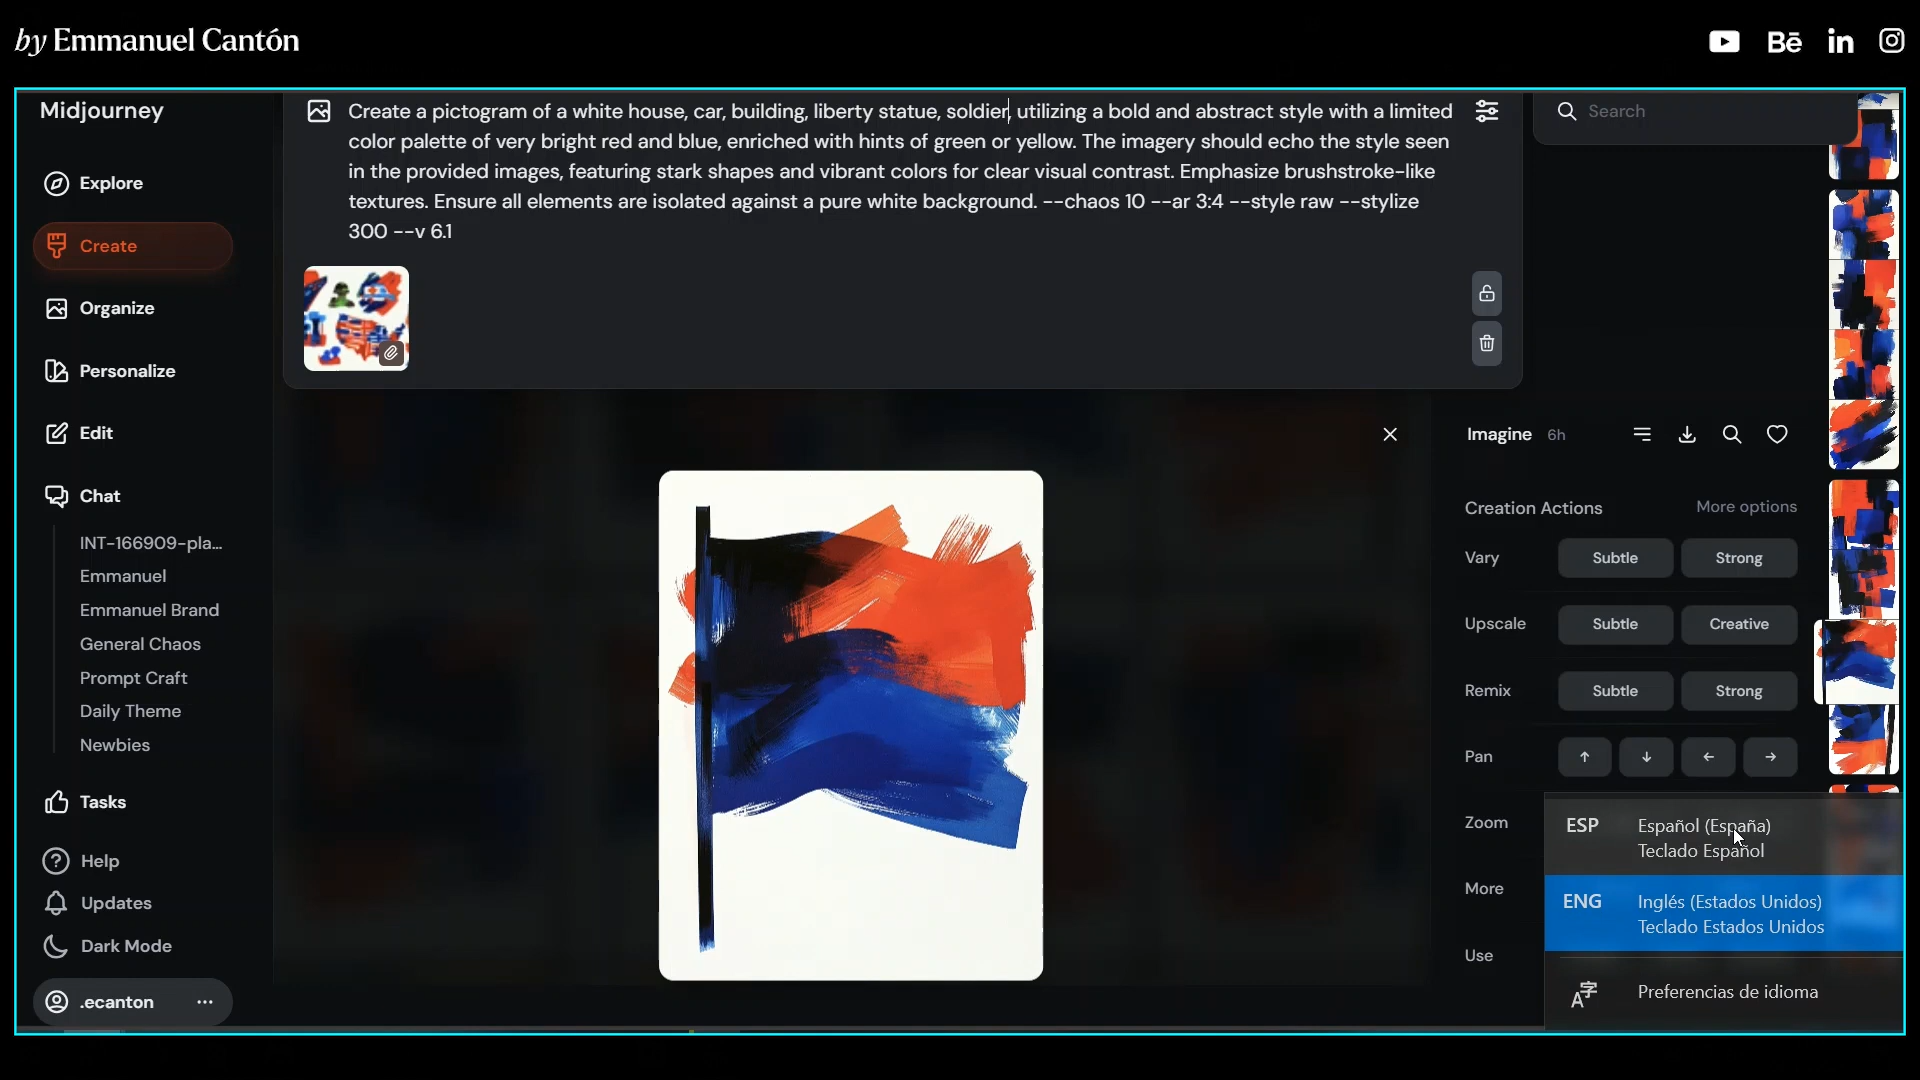 by Emmanuel Cantón
Bē
in
Midjourney
Create a pictogram of a white house, car, building, liberty statue, soldier, utilizing a bold and abstract style with a limited
color palette of very bright red and blue, enriched with hints of green or yellow. The imagery should echo the style seen
in the provided images, featuring stark shapes and vibrant colors for clear visual contrast. Emphasize brushstroke-like
textures. Ensure all elements are isolated against a pure white background. --chaos 10 --ar 3:4 --style raw --stylize
300 --v 6.1
Search
Explore
Create
Organize
Personalize
Edit
Chat
INT-166909-pla...
Emmanuel
Emmanuel Brand
General Chaos
Prompt Craft
Daily Theme
Newbies
Tasks
Help
Updates
Dark Mode
.ecanton
Imagine 6h
Creation Actions More options
Vary Subtle Strong
Upscale Subtle Creative
Remix Subtle Strong
Pan
Zoom
More
Use
ESP Español (España)
Teclado Español
ENG Inglés (Estados Unidos)
Teclado Estados Unidos
Preferencias de idioma